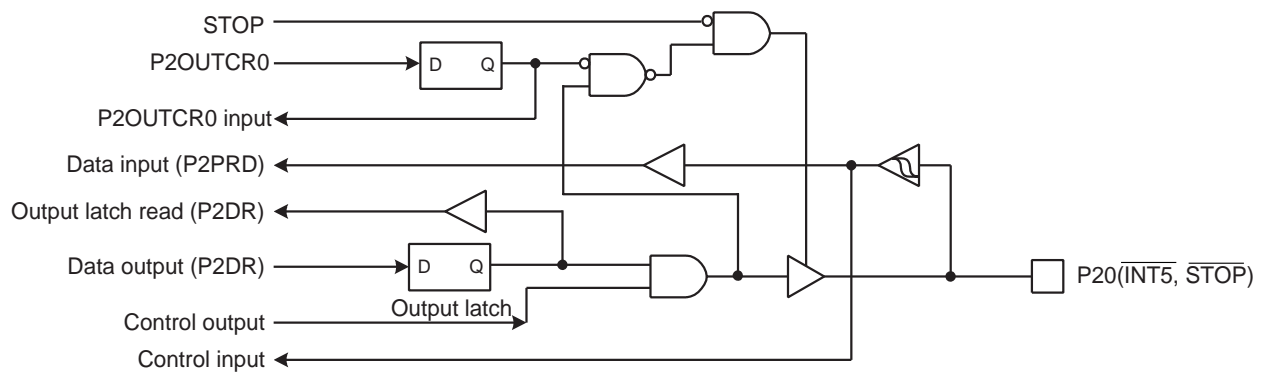 STOP
P2OUTCR0
D Q
P2OUTCR0 input
Data input (P2PRD)
Output latch read (P2DR)
Data output (P2DR)
D Q
Output latch
P20(INT5, STOP)
Control output
Control input